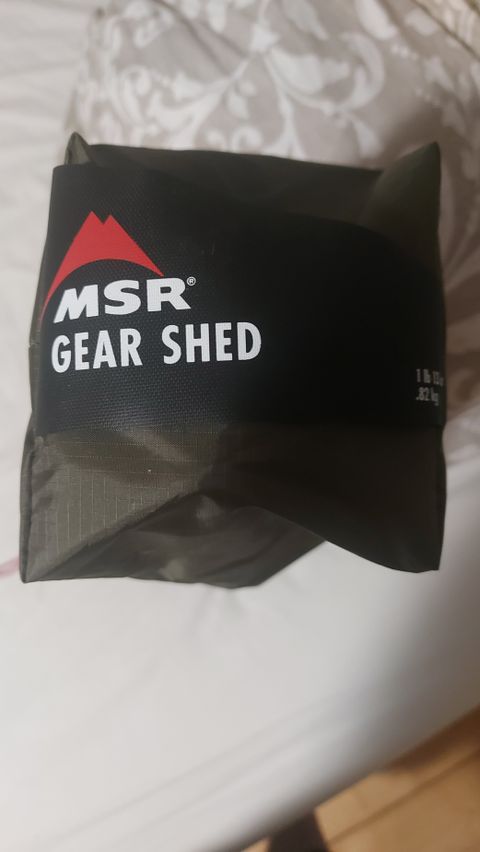 MSR®
GEAR SHED
1 lb 13
.82 kg